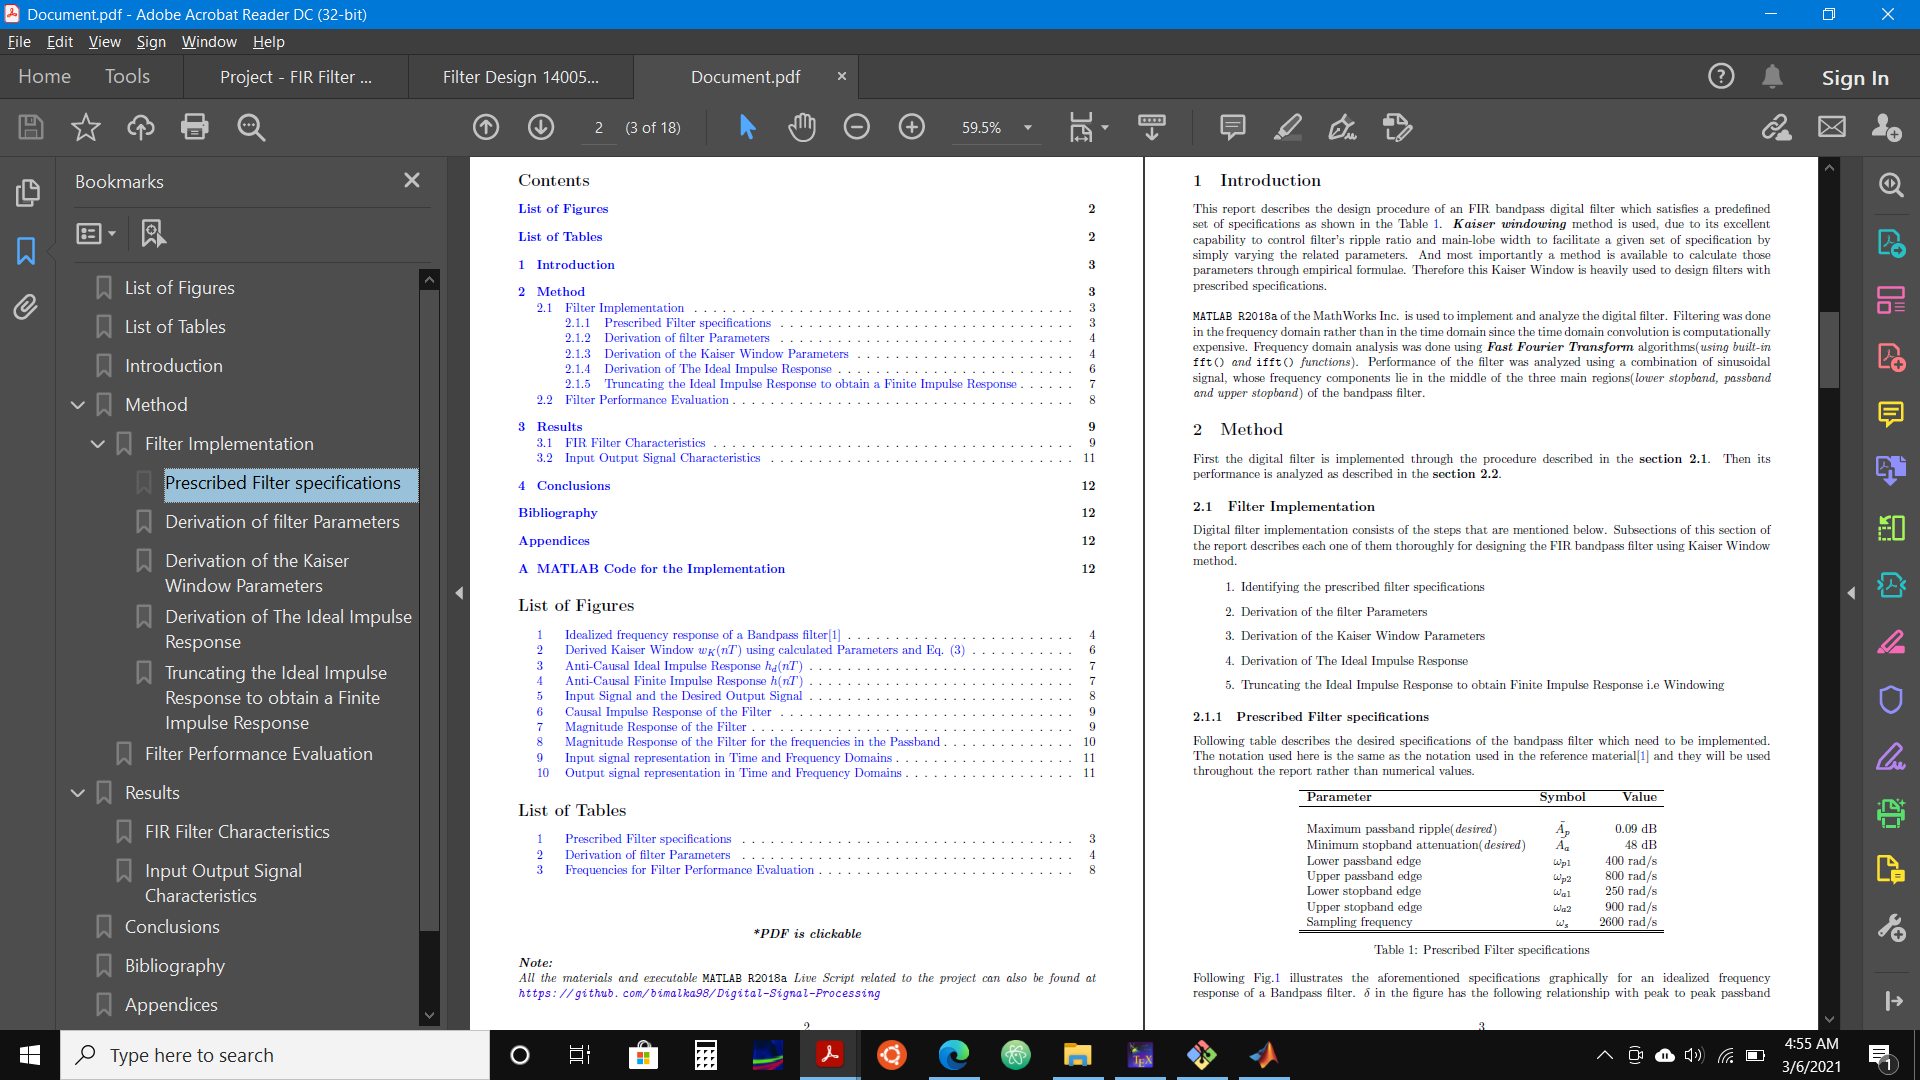 Document.pdf - Adobe Acrobat Reader DC (32-bit)
File Edit View Sign Window Help
Home Tools Project - FIR Filter ... Filter Design 14005... Document.pdf × Sign In
2 (3 of 18) 59.5%
Bookmarks
List of Figures
List of Tables
Introduction
Method
Filter Implementation
Prescribed Filter specifications
Derivation of filter Parameters
Derivation of the Kaiser
Window Parameters
Derivation of The Ideal Impulse
Response
Truncating the Ideal Impulse
Response to obtain a Finite
Impulse Response
Filter Performance Evaluation
Results
FIR Filter Characteristics
Input Output Signal
Characteristics
Conclusions
Bibliography
Appendices
Contents
List of Figures 2
List of Tables 2
1 Introduction 3
2 Method 3
2.1 Filter Implementation . . . . . . . . . . 3
2.1.1 Prescribed Filter specifications . . . . . . . . . . 3
2.1.2 Derivation of filter Parameters . . . . . . . . . . 4
2.1.3 Derivation of the Kaiser Window Parameters . . . . . . . . . . 4
2.1.4 Derivation of The Ideal Impulse Response . . . . . . . . . . 6
2.1.5 Truncating the Ideal Impulse Response to obtain a Finite Impulse Response . . . . . . 7
2.2 Filter Performance Evaluation . . . . . . . . . . 8
3 Results 9
3.1 FIR Filter Characteristics . . . . . . . . . . 9
3.2 Input Output Signal Characteristics . . . . . . . . . . 11
4 Conclusions 12
Bibliography 12
Appendices 12
A MATLAB Code for the Implementation 12
List of Figures
1 Idealized frequency response of a Bandpass filter[1] . . . . . . . . . . 4
2 Derived Kaiser Window wK(nT) using calculated Parameters and Eq. (3) . . . . . . . . . . 6
3 Anti-Causal Ideal Impulse Response hd(nT) . . . . . . . . . . 7
4 Anti-Causal Finite Impulse Response h(nT) . . . . . . . . . . 7
5 Input Signal and the Desired Output Signal . . . . . . . . . . 8
6 Causal Impulse Response of the Filter . . . . . . . . . . 9
7 Magnitude Response of the Filter . . . . . . . . . . 9
8 Magnitude Response of the Filter for the frequencies in the Passband . . . . . . . . . . 10
9 Input signal representation in Time and Frequency Domains . . . . . . . . . . 11
10 Output signal representation in Time and Frequency Domains . . . . . . . . . . 11
List of Tables
1 Prescribed Filter specifications . . . . . . . . . . 3
2 Derivation of filter Parameters . . . . . . . . . . 4
3 Frequencies for Filter Performance Evaluation . . . . . . . . . . 8
*PDF is clickable
Note:
All the materials and executable MATLAB R2018a Live Script related to the project can also be found at
https://github.com/bimalka98/Digital-Signal-Processing
2
1 Introduction
This report describes the design procedure of an FIR bandpass digital filter which satisfies a predefined
set of specifications as shown in the Table 1. Kaiser windowing method is used, due to its excellent
capability to control filter's ripple ratio and main-lobe width to facilitate a given set of specification by
simply varying the related parameters. And most importantly a method is available to calculate those
parameters through empirical formulae. Therefore this Kaiser Window is heavily used to design filters with
prescribed specifications.
MATLAB R2018a of the MathWorks Inc. is used to implement and analyze the digital filter. Filtering was done
in the frequency domain rather than in the time domain since the time domain convolution is computationally
expensive. Frequency domain analysis was done using Fast Fourier Transform algorithms(using built-in
fft() and ifft() functions). Performance of the filter was analyzed using a combination of sinusoidal
signal, whose frequency components lie in the middle of the three main regions(lower stopband, passband
and upper stopband) of the bandpass filter.
2 Method
First the digital filter is implemented through the procedure described in the section 2.1. Then its
performance is analyzed as described in the section 2.2.
2.1 Filter Implementation
Digital filter implementation consists of the steps that are mentioned below. Subsections of this section of
the report describes each one of them thoroughly for designing the FIR bandpass filter using Kaiser Window
method.
1. Identifying the prescribed filter specifications
2. Derivation of the filter Parameters
3. Derivation of the Kaiser Window Parameters
4. Derivation of The Ideal Impulse Response
5. Truncating the Ideal Impulse Response to obtain Finite Impulse Response i.e Windowing
2.1.1 Prescribed Filter specifications
Following table describes the desired specifications of the bandpass filter which need to be implemented.
The notation used here is the same as the notation used in the reference material[1] and they will be used
throughout the report rather than numerical values.
Parameter Symbol Value
Maximum passband ripple(desired) Ãp 0.09 dB
Minimum stopband attenuation(desired) Ãa 48 dB
Lower passband edge ωp1 400 rad/s
Upper passband edge ωp2 800 rad/s
Lower stopband edge ωa1 250 rad/s
Upper stopband edge ωa2 900 rad/s
Sampling frequency ωs 2600 rad/s
Table 1: Prescribed Filter specifications
Following Fig.1 illustrates the aforementioned specifications graphically for an idealized frequency
response of a Bandpass filter. δ in the figure has the following relationship with peak to peak passband
3
Type here to search
4:55 AM
3/6/2021
1